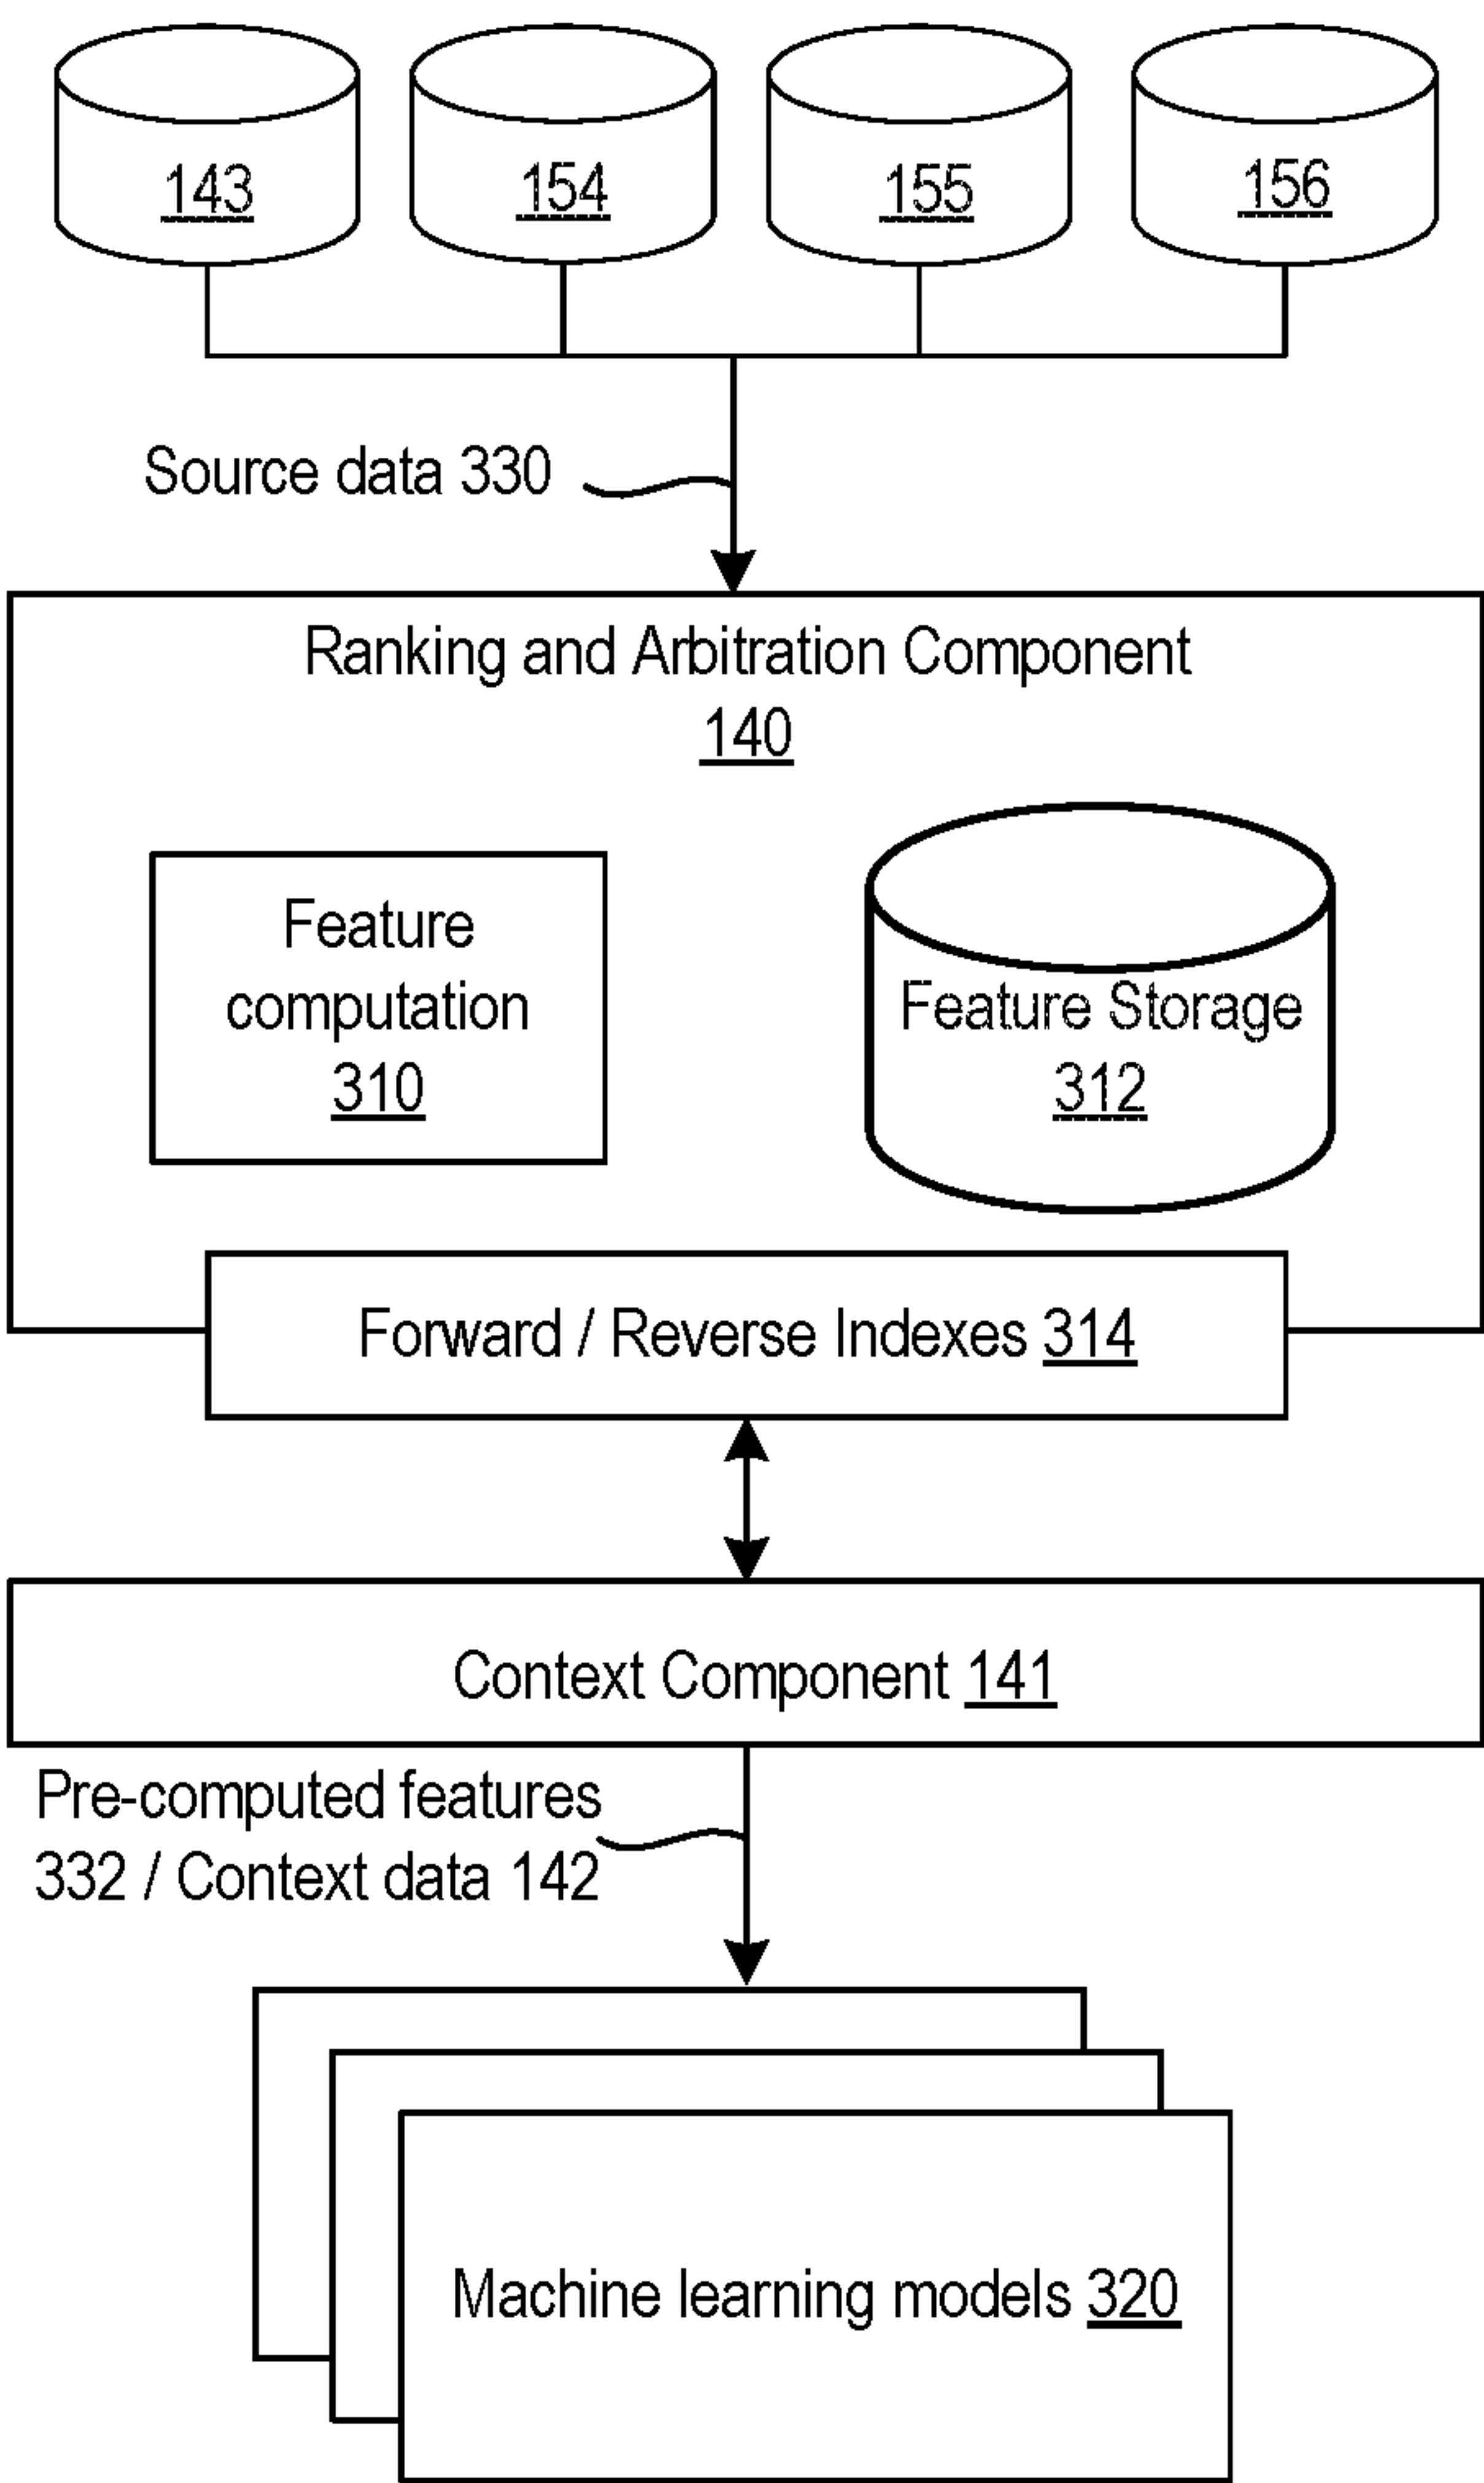 143
154
155
156
Source data 330
Ranking and Arbitration Component
140
Feature
computation
310
Feature Storage
312
Forward / Reverse Indexes 314
Context Component 141
Pre-computed features
332 / Context data 142
Machine learning models 320